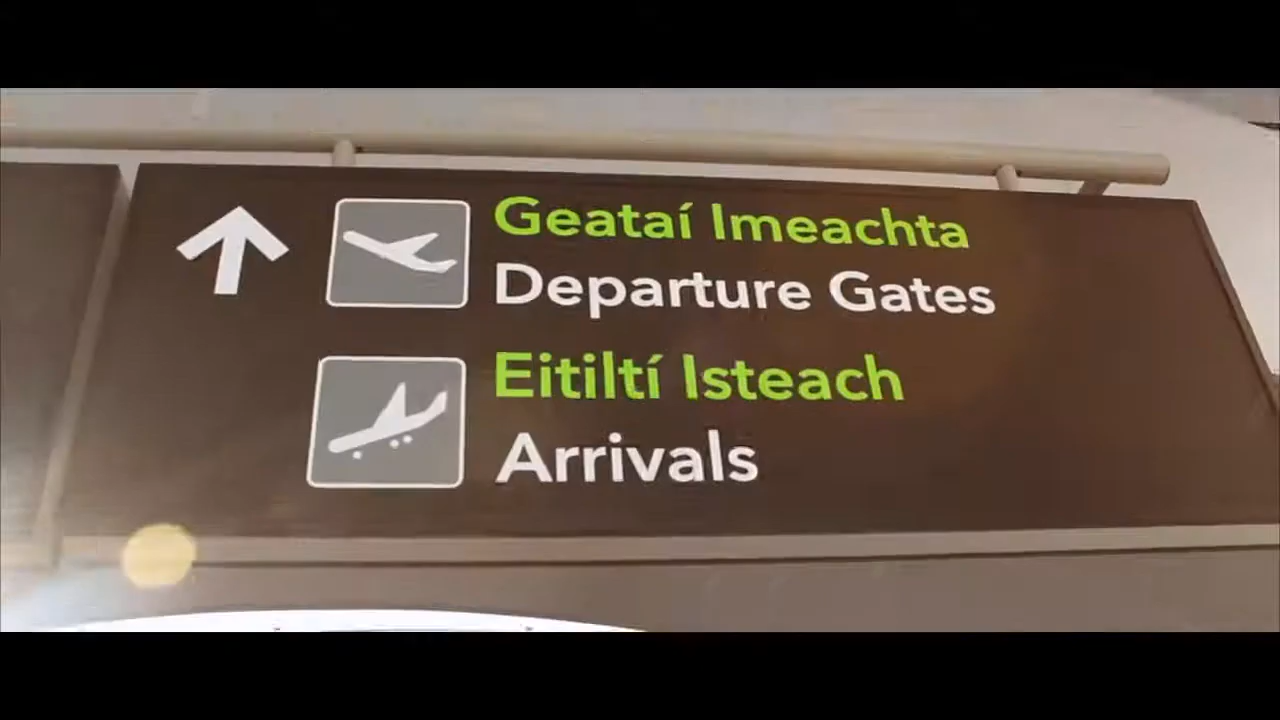 Geataí Imeachta
Departure Gates
Eitiltí Isteach
Arrivals